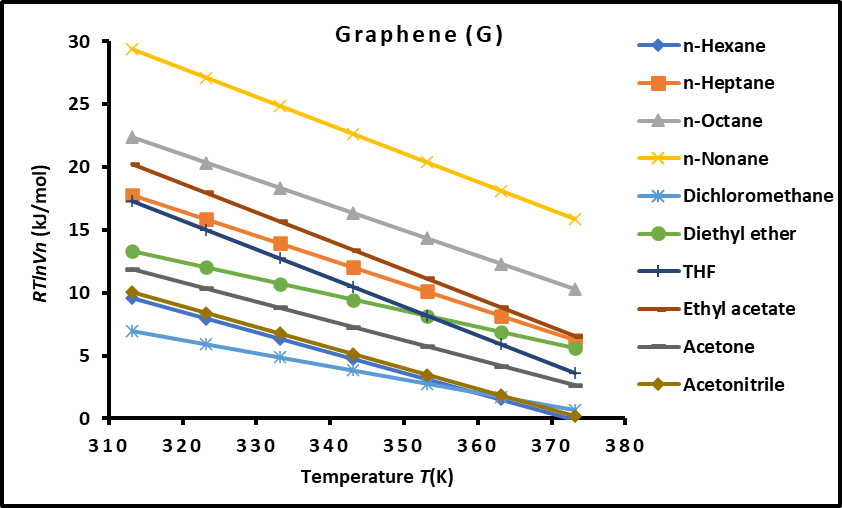 Graphene (G)
30
25
20
15
10
5
0
RTlnVn (kJ/mol)
310 320 330 340 350 360 370 380
Temperature T(K)
n-Hexane
n-Heptane
n-Octane
n-Nonane
Dichloromethane
Diethyl ether
THF
Ethyl acetate
Acetone
Acetonitrile